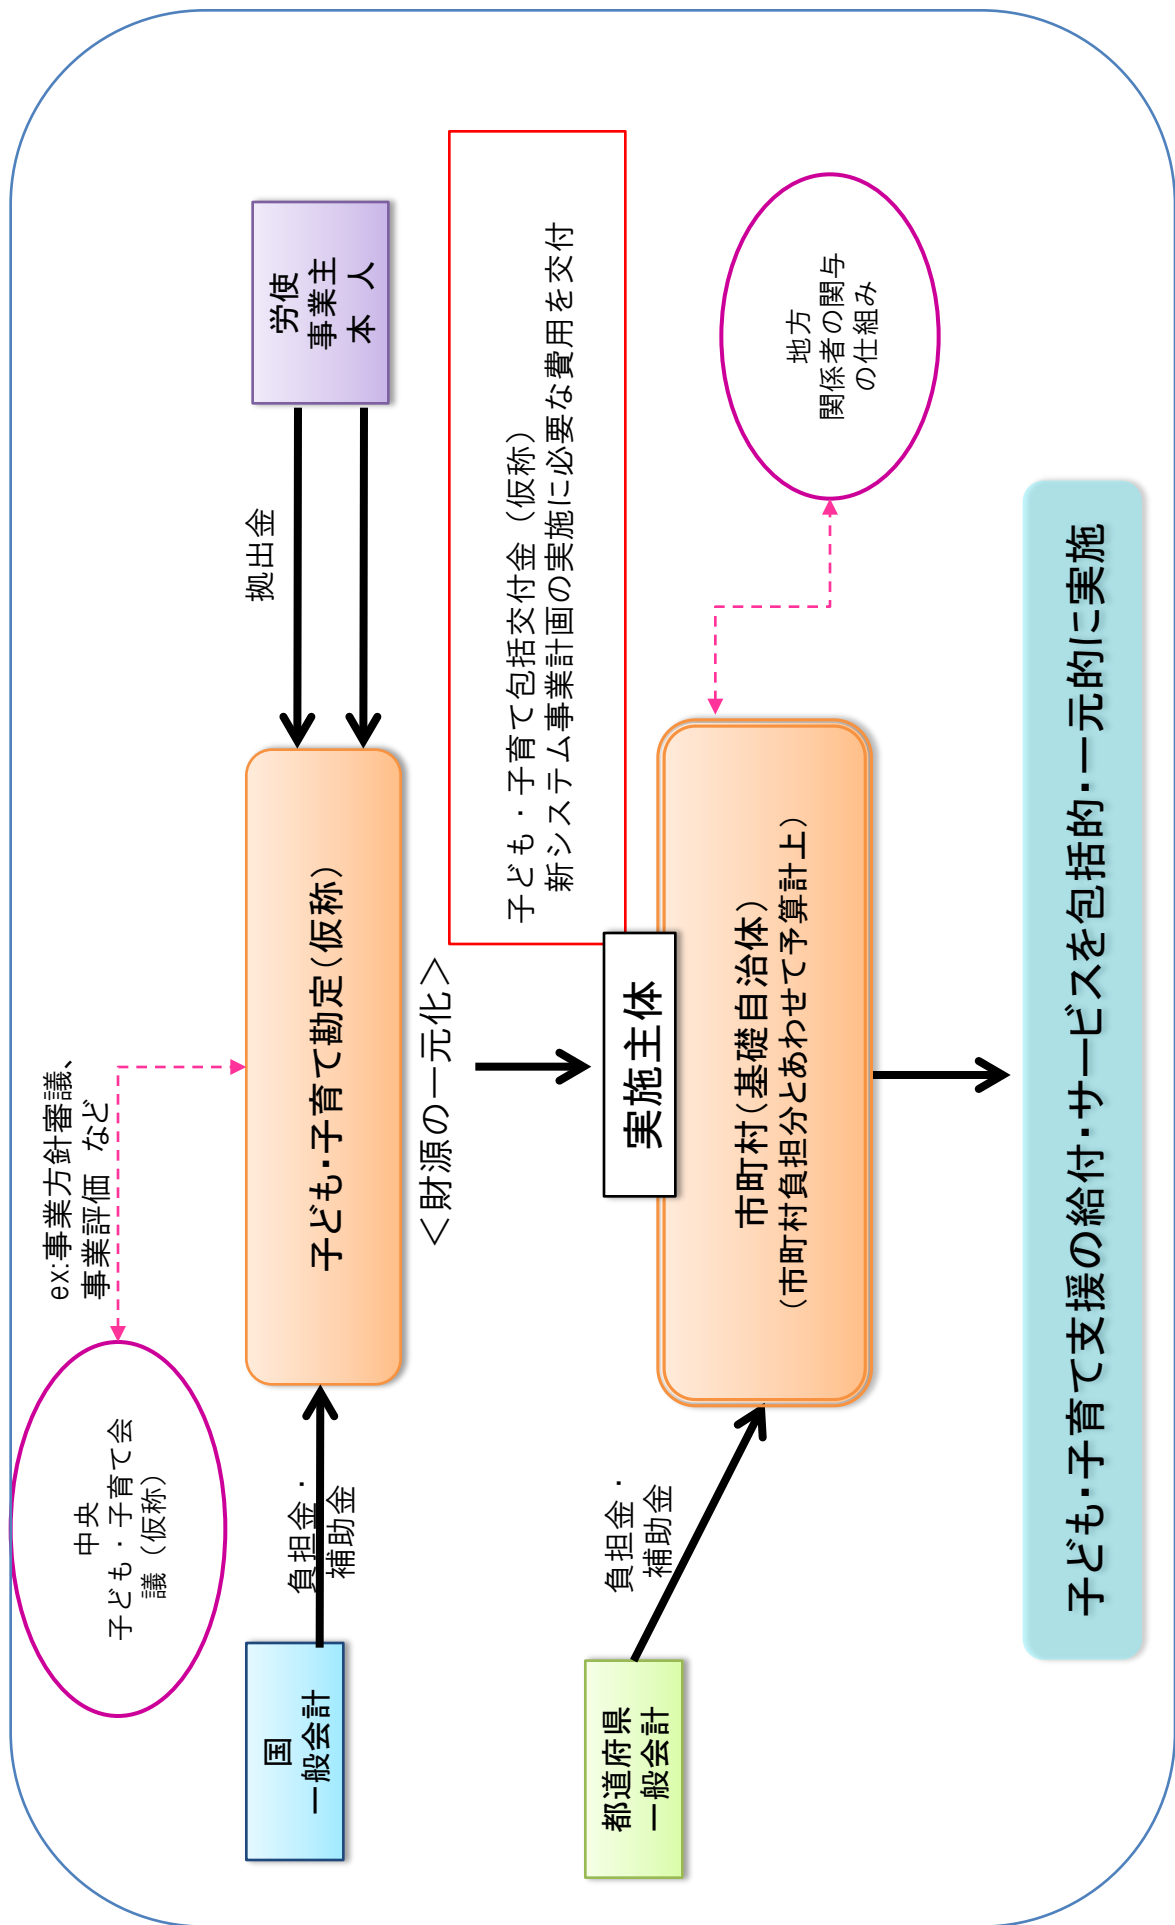 中央
子ども・子育て会
議（仮称）
ex:事業方針審議、
事業評価 など
国
一般会計
負担金・
補助金
子ども・子育て勘定（仮称）
拠出金
労使
事業主
本 人
＜財源の一元化＞
子ども・子育て包括交付金（仮称）
新システム事業計画の実施に必要な費用を交付
都道府県
一般会計
負担金・
補助金
実施主体
市町村（基礎自治体）
（市町村負担分とあわせて予算計上）
地方
関係者の関与
の仕組み
子ども・子育て支援の給付・サービスを包括的・一元的に実施